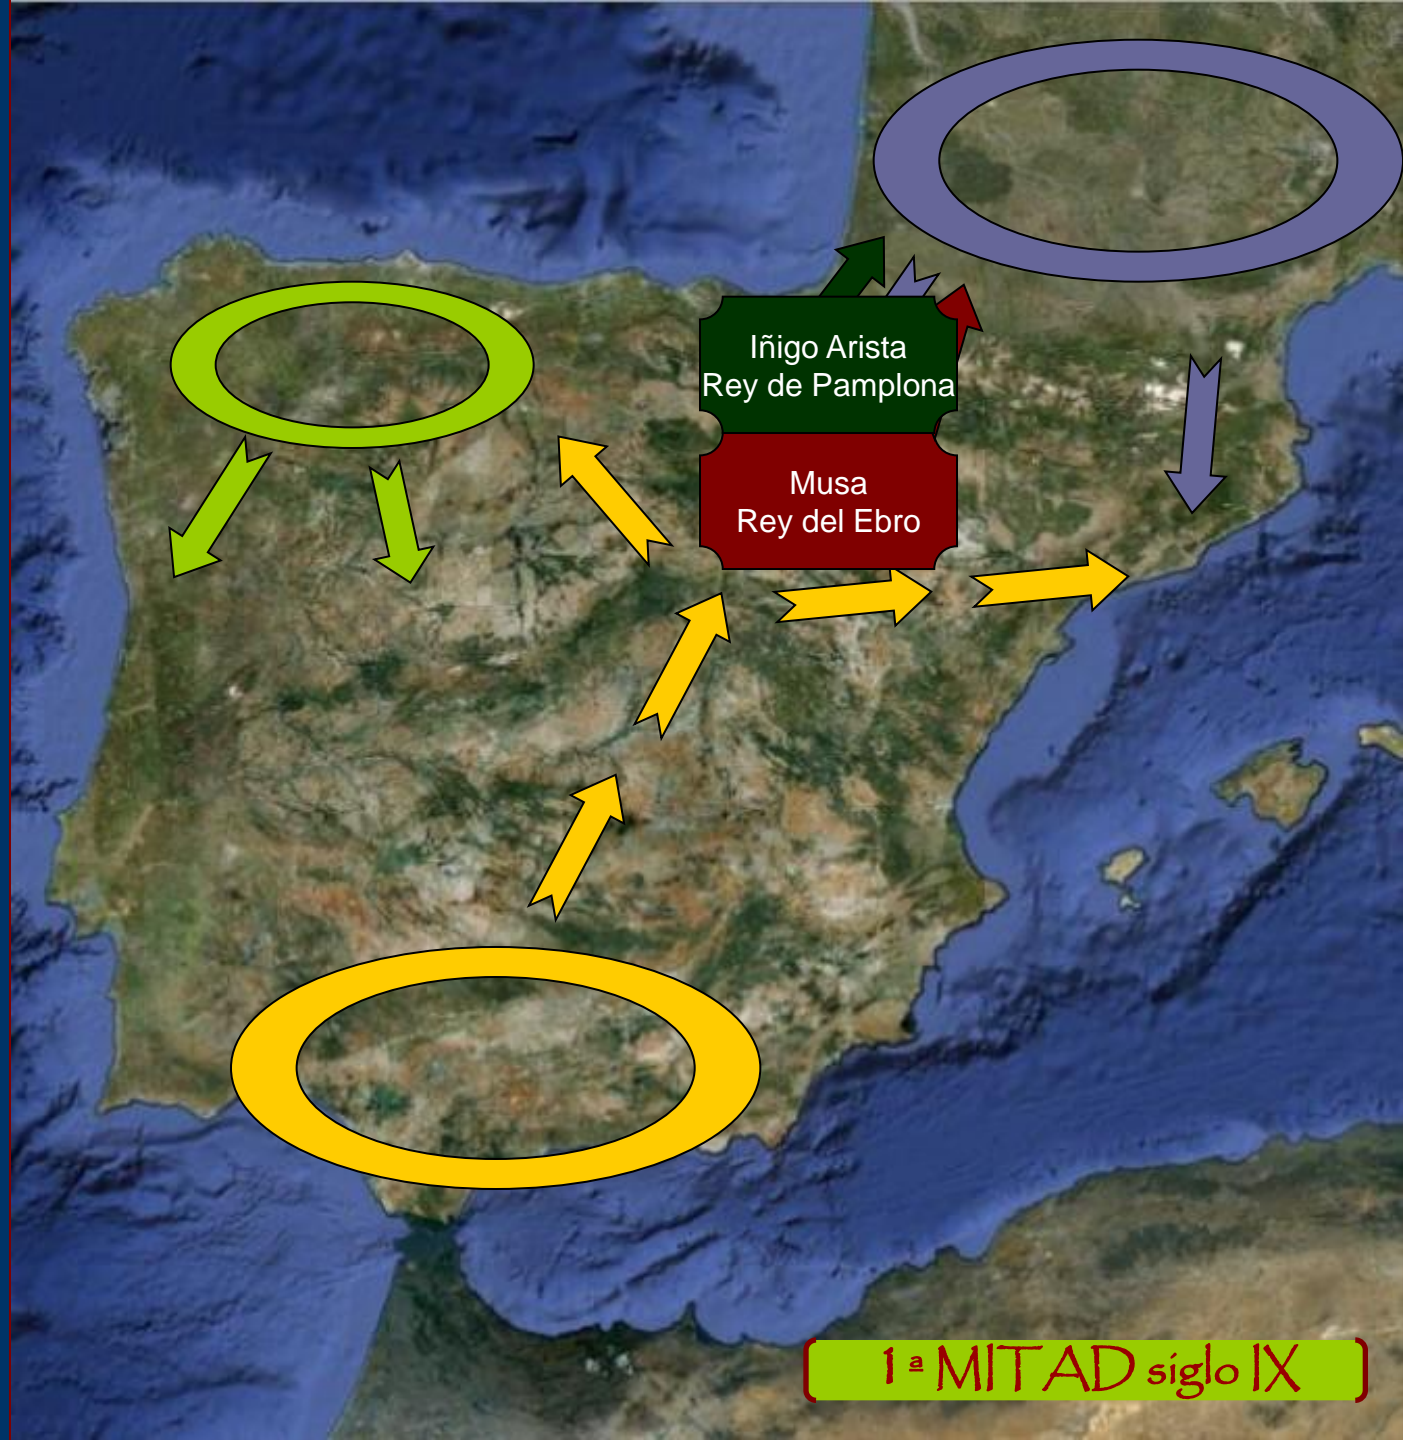 Iñigo Arista
Rey de Pamplona
Musa
Rey del Ebro
1ª MITAD siglo IX